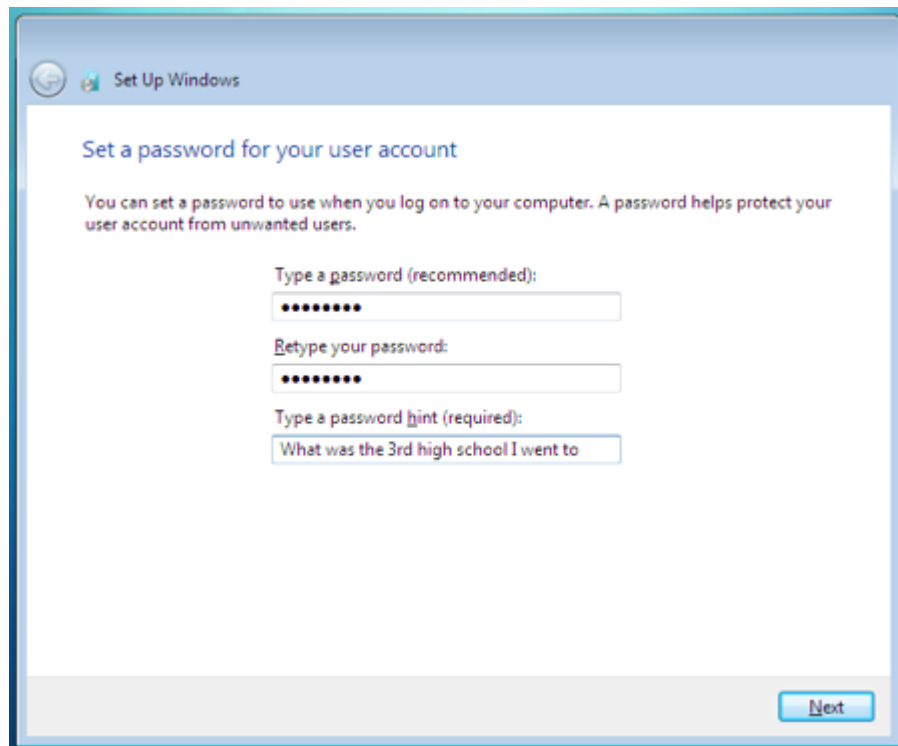 Set Up Windows
Set a password for your user account
You can set a password to use when you log on to your computer. A password helps protect your
user account from unwanted users.
Type a password (recommended):
••••••••
Retype your password:
••••••••
Type a password hint (required):
What was the 3rd high school I went to
Next